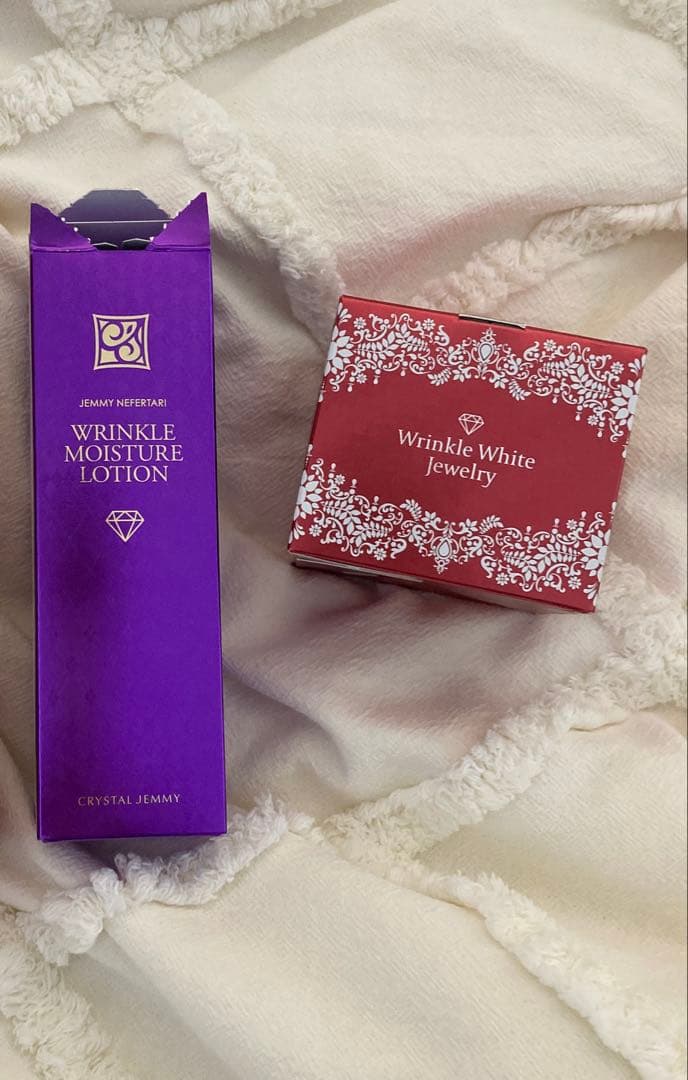 JEMMY NEFERTARI
WRINKLE
MOISTURE
LOTION
CRYSTAL JEMMY
Wrinkle White
Jewelry